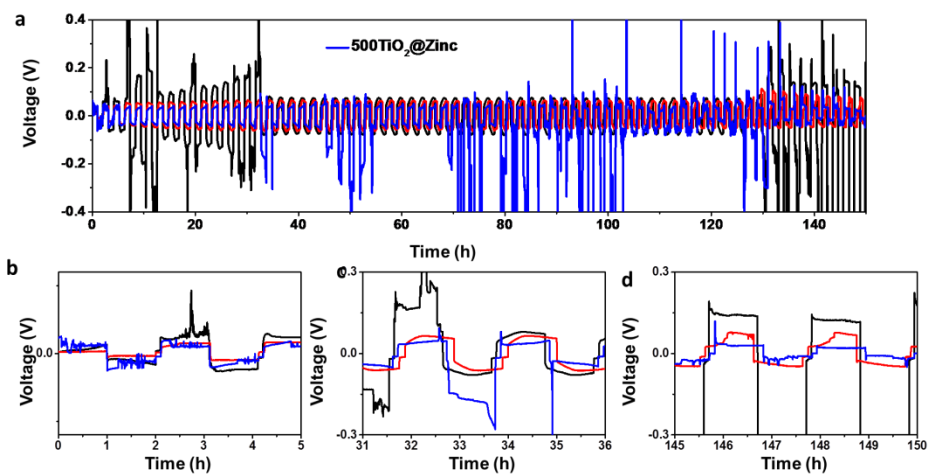 a
0.4
0.2
0.0
-0.2
-0.4
Voltage (V)
500TiO₂@Zinc
0 20 40 60 80 100 120 140
Time (h)
b
0.0
Voltage (V)
0 1 2 3 4 5
Time (h)
c
0.3
0.0
-0.3
Voltage (V)
31 32 33 34 35 36
Time (h)
d
0.3
0.0
-0.3
Voltage (V)
145 146 147 148 149 150
Time (h)